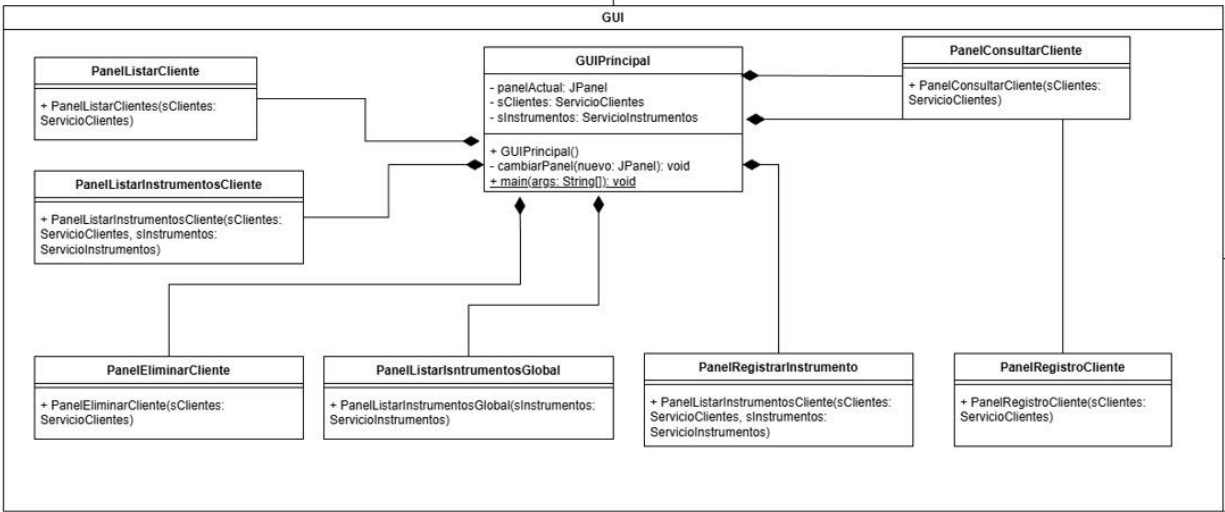 GUI
PanelListarCliente
+ PanelListarClientes(sClientes:
ServicioClientes)
GUIPrincipal
- panelActual: JPanel
- sClientes: ServicioClientes
- sInstrumentos: ServicioInstrumentos
+ GUIPrincipal()
- cambiarPanel(nuevo: JPanel): void
+ main(args: String[]): void
PanelConsultarCliente
+ PanelConsultarCliente(sClientes:
ServicioClientes)
PanelListarInstrumentosCliente
+ PanelListarInstrumentosCliente(sClientes:
ServicioClientes, sInstrumentos:
ServicioInstrumentos)
PanelEliminarCliente
+ PanelEliminarCliente(sClientes:
ServicioClientes)
PanelListarIsntrumentosGlobal
+ PanelListarInstrumentosGlobal(sInstrumentos:
ServicioInstrumentos)
PanelRegistrarInstrumento
+ PanelListarInstrumentosCliente(sClientes:
ServicioClientes, sInstrumentos:
ServicioInstrumentos)
PanelRegistroCliente
+ PanelRegistroCliente(sClientes:
ServicioClientes)